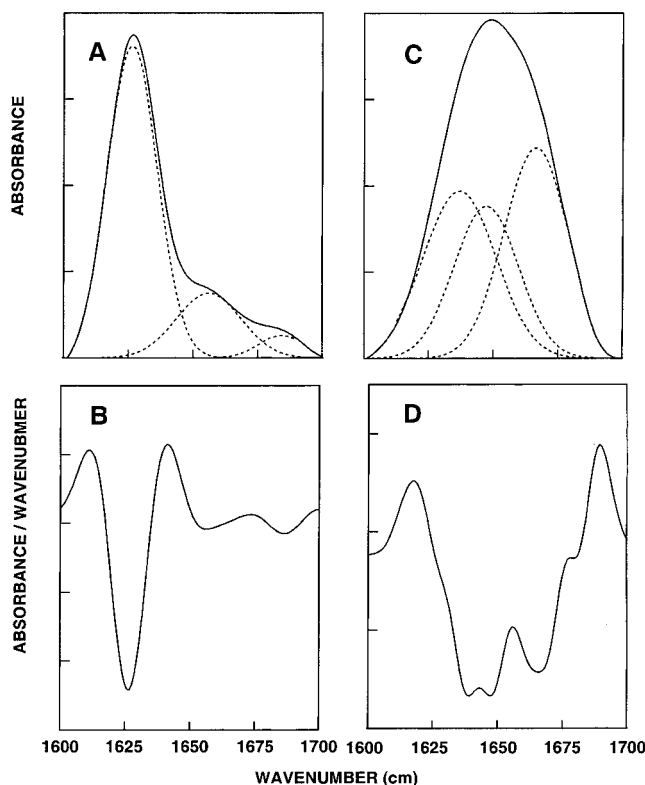 A
C
ABSORBANCE
B
D
ABSORBANCE / WAVENUBMER
1600 1625 1650 1675 1700 1600 1625 1650 1675 1700
WAVENUMBER (cm)